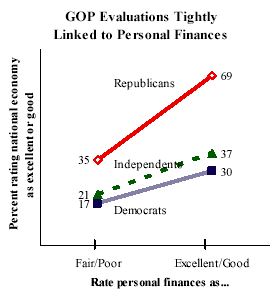 GOP Evaluations Tightly
Linked to Personal Finances
Percent rating national economy
as excellent or good
Republicans
69
35
Independents
37
30
21
17
Democrats
Fair/Poor
Excellent/Good
Rate personal finances as...